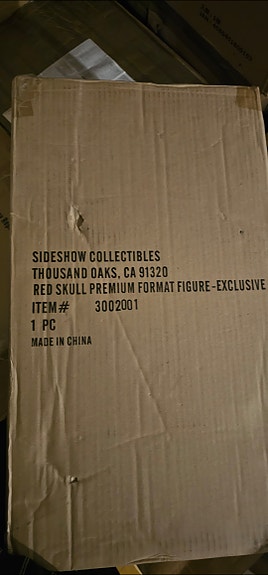 SIDESHOW COLLECTIBLES
THOUSAND OAKS, CA 91320
RED SKULL PREMIUM FORMAT FIGURE-EXCLUSIVE
ITEM# 3002001
1 PC
MADE IN CHINA